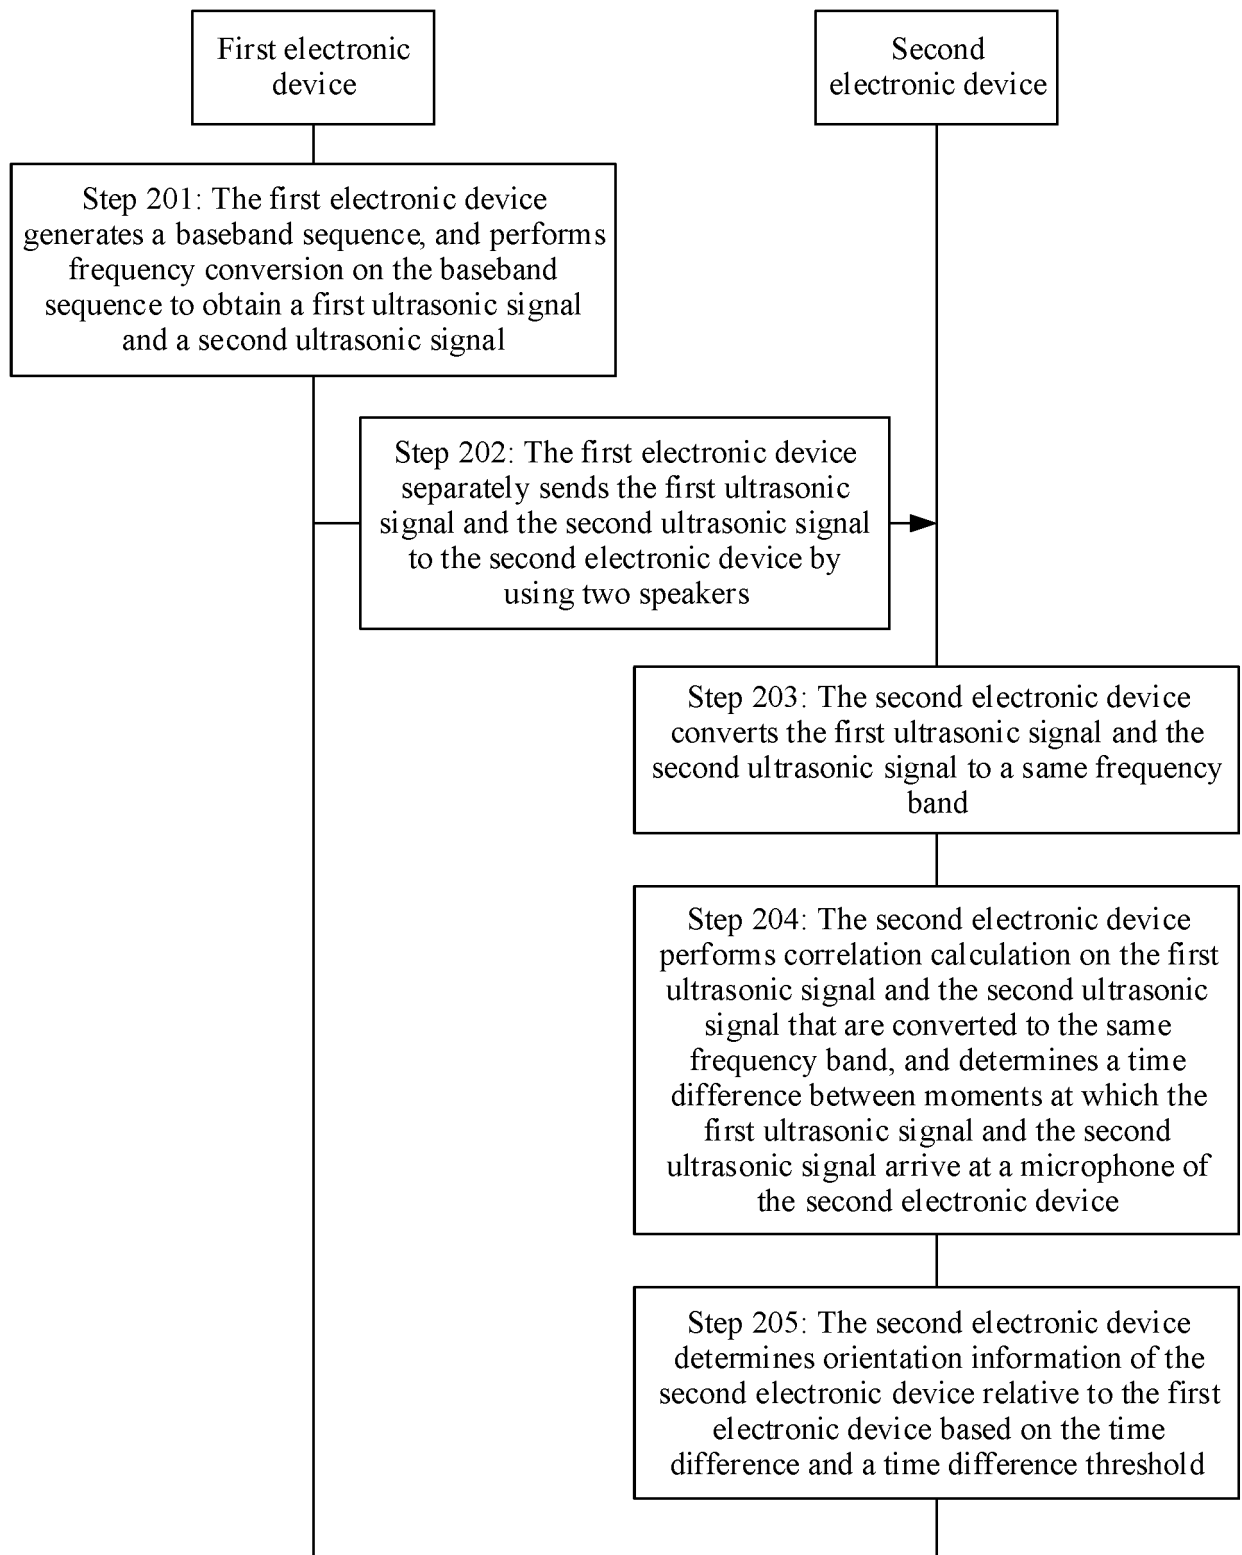 First electronic
device
Second
electronic device
Step 201: The first electronic device
generates a baseband sequence, and performs
frequency conversion on the baseband
sequence to obtain a first ultrasonic signal
and a second ultrasonic signal
Step 202: The first electronic device
separately sends the first ultrasonic
signal and the second ultrasonic signal
to the second electronic device by
using two speakers
Step 203: The second electronic device
converts the first ultrasonic signal and the
second ultrasonic signal to a same frequency
band
Step 204: The second electronic device
performs correlation calculation on the first
ultrasonic signal and the second ultrasonic
signal that are converted to the same
frequency band, and determines a time
difference between moments at which the
first ultrasonic signal and the second
ultrasonic signal arrive at a microphone of
the second electronic device
Step 205: The second electronic device
determines orientation information of the
second electronic device relative to the first
electronic device based on the time
difference and a time difference threshold